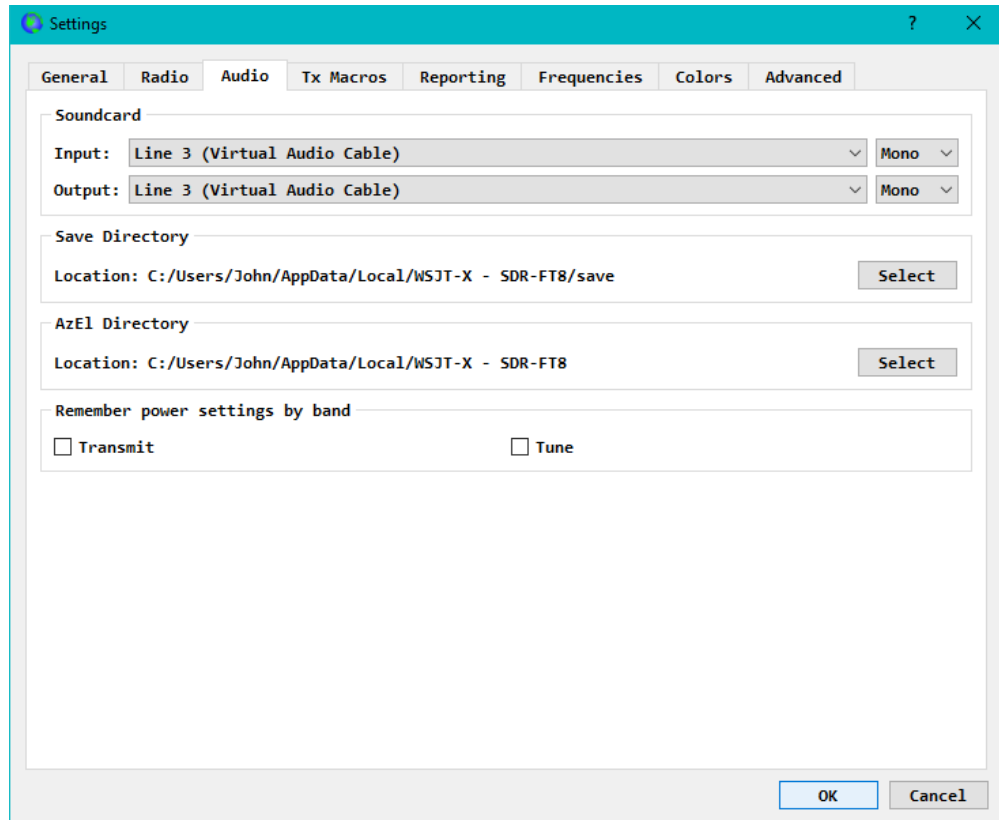 Settings ?
General Radio Audio Tx Macros Reporting Frequencies Colors Advanced
Soundcard
Input: Line 3 (Virtual Audio Cable) Mono
Output: Line 3 (Virtual Audio Cable) Mono
Save Directory
Location: C:/Users/John/AppData/Local/WSJT-X - SDR-FT8/save Select
AzEl Directory
Location: C:/Users/John/AppData/Local/WSJT-X - SDR-FT8 Select
Remember power settings by band
Transmit Tune
OK Cancel